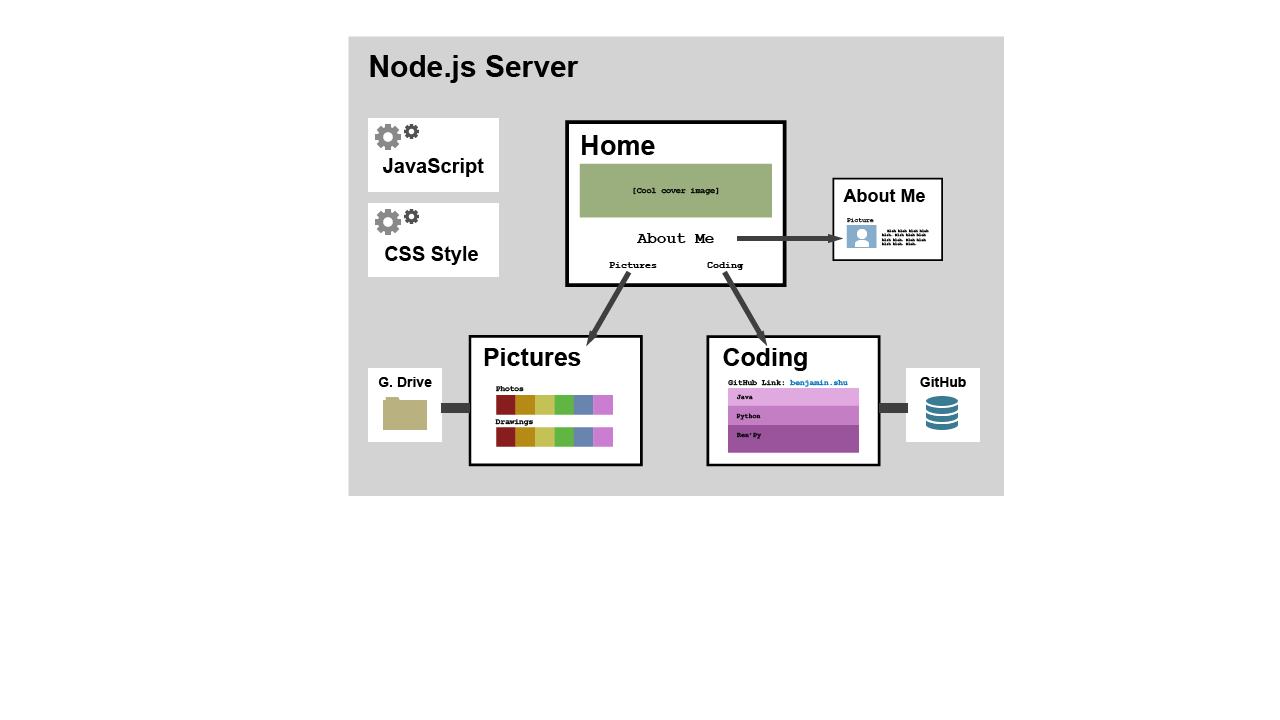 Node.js Server
JavaScript
CSS Style
Home
[Cool cover image]
About Me
Pictures
Coding
About Me
Picture
Blah blah blah blah
blah. Blah blah blah
blah blah. Blah blah
blah blah. Blah.
Pictures
Photos
Drawings
G. Drive
Coding
GitHub Link: benjamin.shu
Java
Python
Ren'Py
GitHub